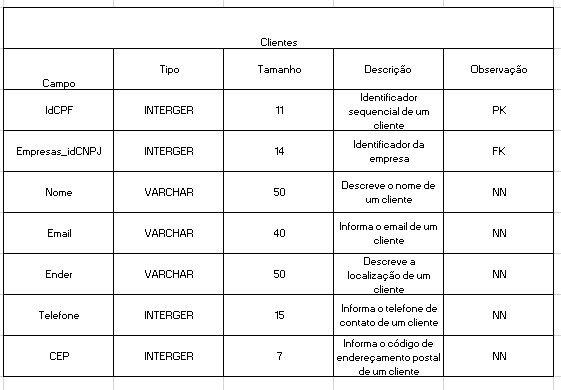 Clientes
Campo Tipo Tamanho Descrição Observação
IdCPF INTERGER 11 Identificador
sequencial de um
cliente PK
Empresas_idCNPJ INTERGER 14 Identificador da
empresa FK
Nome VARCHAR 50 Descreve o nome de
um cliente NN
Email VARCHAR 40 Informa o email de um
cliente NN
Ender VARCHAR 50 Descreve a
localização de um
cliente NN
Telefone INTERGER 15 Informa o telefone de
contato de um cliente NN
CEP INTERGER 7 Informa o código de
endereçamento postal
de um cliente NN